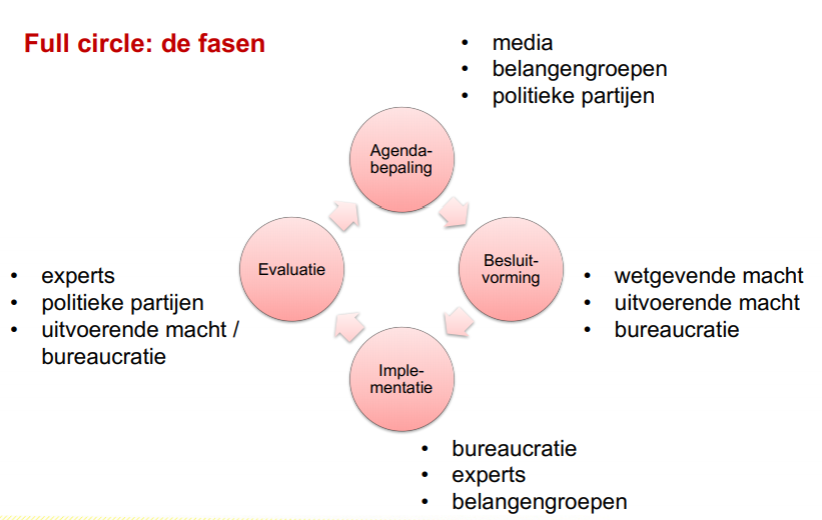 Full circle: de fasen
• media
• belangengroepen
• politieke partijen
Agenda-
bepaling
Besluit-
vorming
• wetgevende macht
• uitvoerende macht
• bureaucratie
Imple-
mentatie
• bureaucratie
• experts
• belangengroepen
Evaluatie
• experts
• politieke partijen
• uitvoerende macht /
bureaucratie